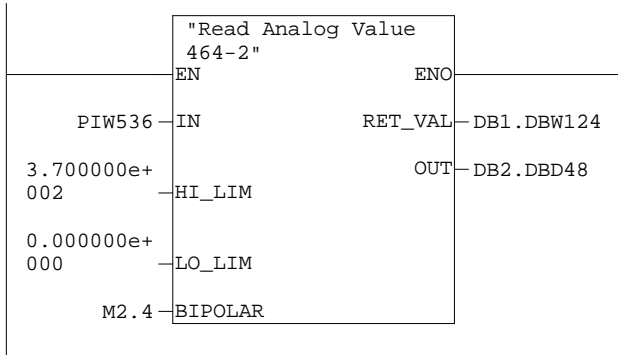 "Read Analog Value
464-2"
EN ENO
PIW536 IN RET_VAL DB1.DBW124
3.700000e+
002 HI_LIM OUT DB2.DBD48
0.000000e+
000 LO_LIM
M2.4 BIPOLAR